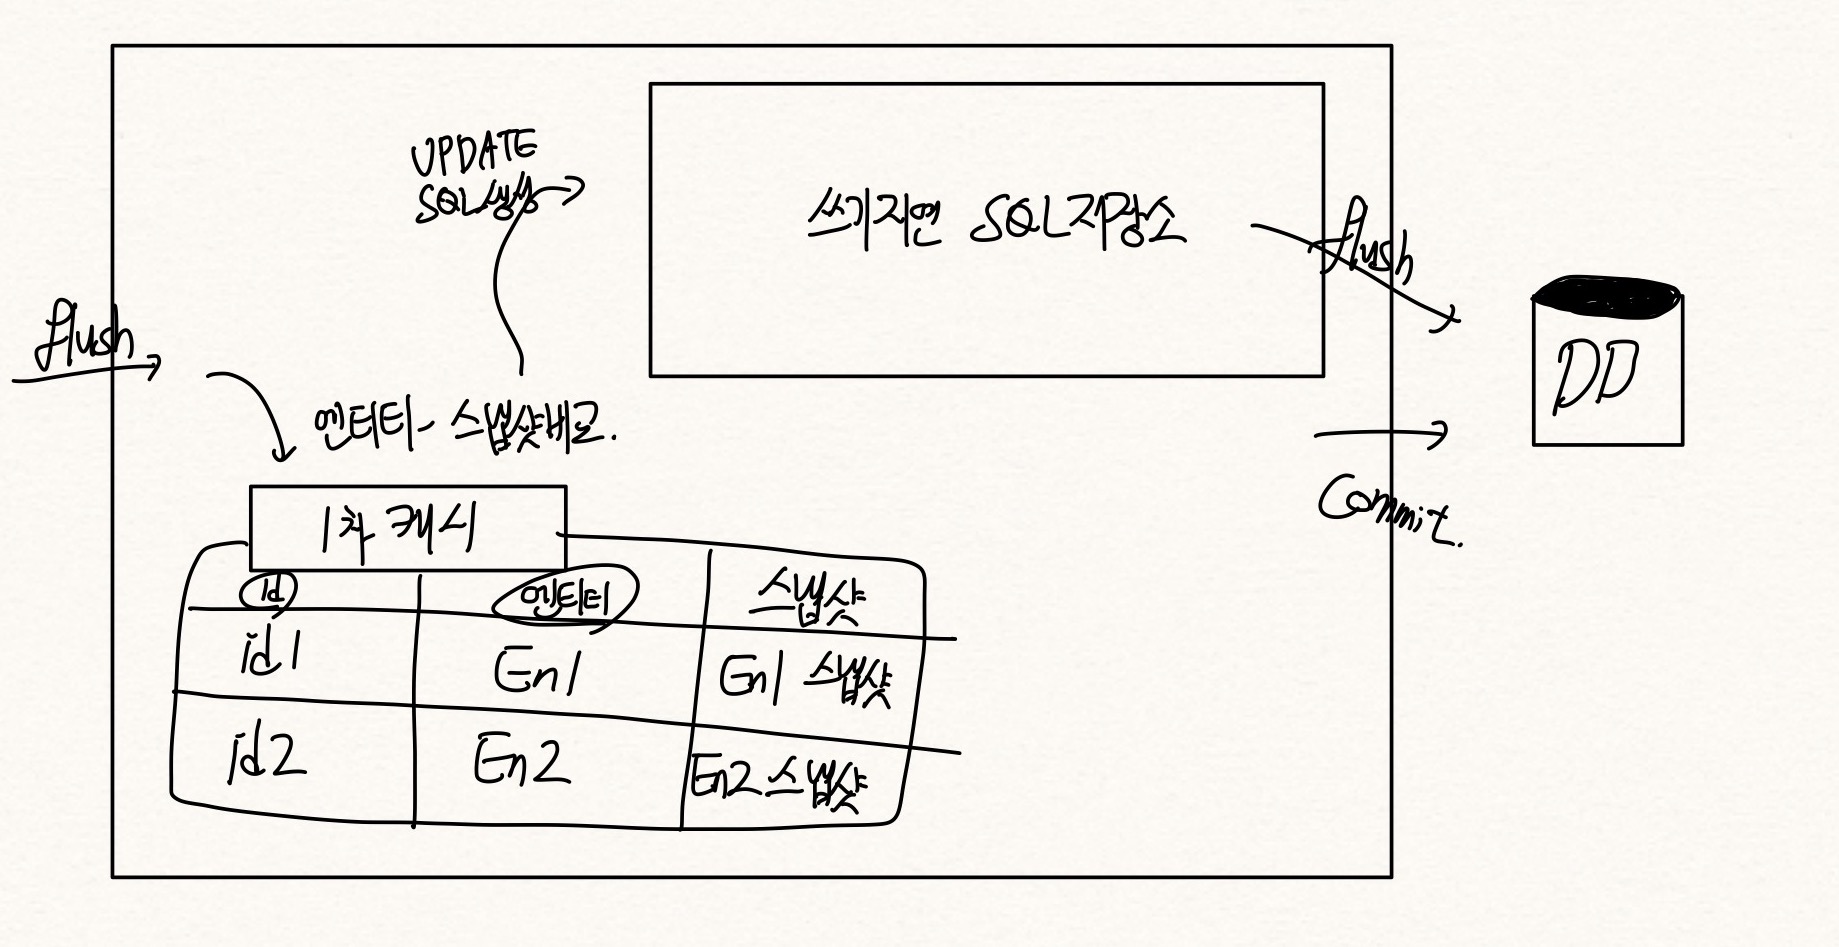 UPDATE
SQL생성
쓰기지연 SQL저장소
flush
flush
DD
엔티티- 스냅샷비교.
Commit.
1차 캐시
id 엔티티 스냅샷
id1 En1 En1 스냅샷
id2 En2 En2 스냅샷